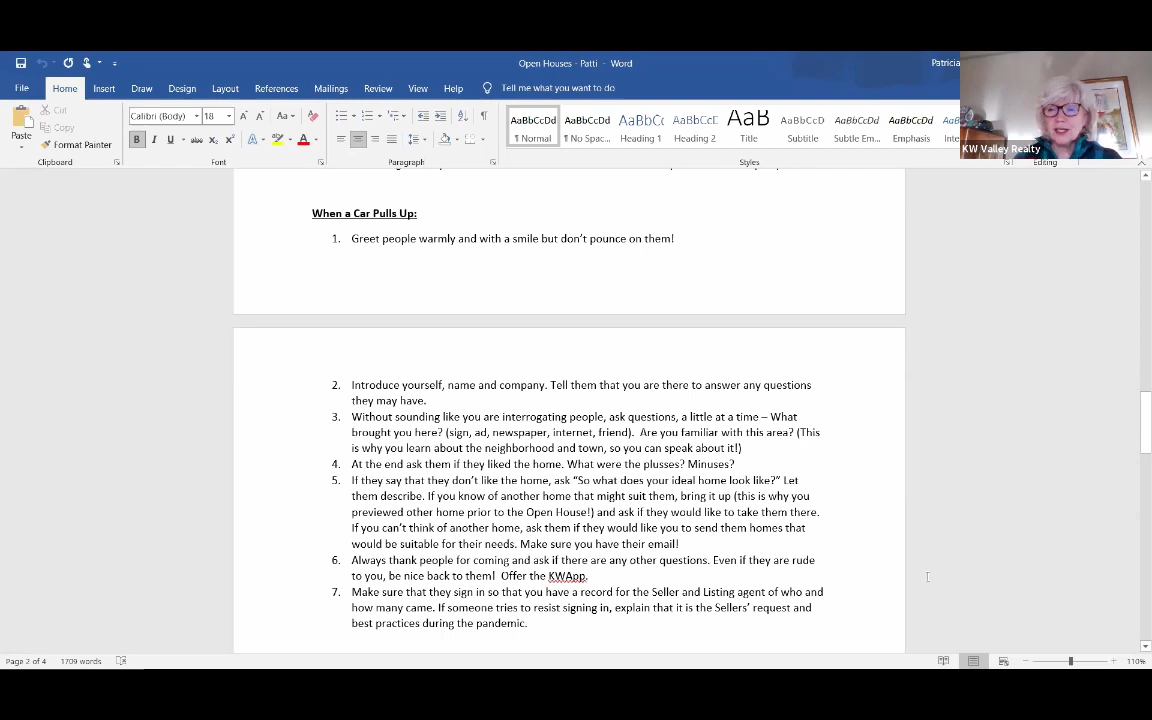 Open Houses - Patti - Word
Patricia
File Home Insert Draw Design Layout References Mailings Review View Help Tell me what you want to do
Paste
Cut
Copy
Format Painter
Clipboard
Calibri (Body) 18
Font
Paragraph
AaBbCcDd AaBbCcDd AaBbCc AaBbCcE AaB AaBbCcD AaBbCcDd AaBbCcDd
¶ Normal ¶ No Spac... Heading 1 Heading 2 Title Subtitle Subtle Em... Emphasis
Styles
Editing
KW Valley Realty
When a Car Pulls Up:
1. Greet people warmly and with a smile but don’t pounce on them!
2. Introduce yourself, name and company. Tell them that you are there to answer any questions
they may have.
3. Without sounding like you are interrogating people, ask questions, a little at a time – What
brought you here? (sign, ad, newspaper, internet, friend). Are you familiar with this area? (This
is why you learn about the neighborhood and town, so you can speak about it!)
4. At the end ask them if they liked the home. What were the plusses? Minuses?
5. If they say that they don’t like the home, ask “So what does your ideal home look like?” Let
them describe. If you know of another home that might suit them, bring it up (this is why you
previewed other home prior to the Open House!) and ask if they would like to take them there.
If you can’t think of another home, ask them if they would like you to send them homes that
would be suitable for their needs. Make sure you have their email!
6. Always thank people for coming and ask if there are any other questions. Even if they are rude
to you, be nice back to them! Offer the KWApp.
7. Make sure that they sign in so that you have a record for the Seller and Listing agent of who and
how many came. If someone tries to resist signing in, explain that it is the Sellers’ request and
best practices during the pandemic.
Page 2 of 4 1709 words
110%